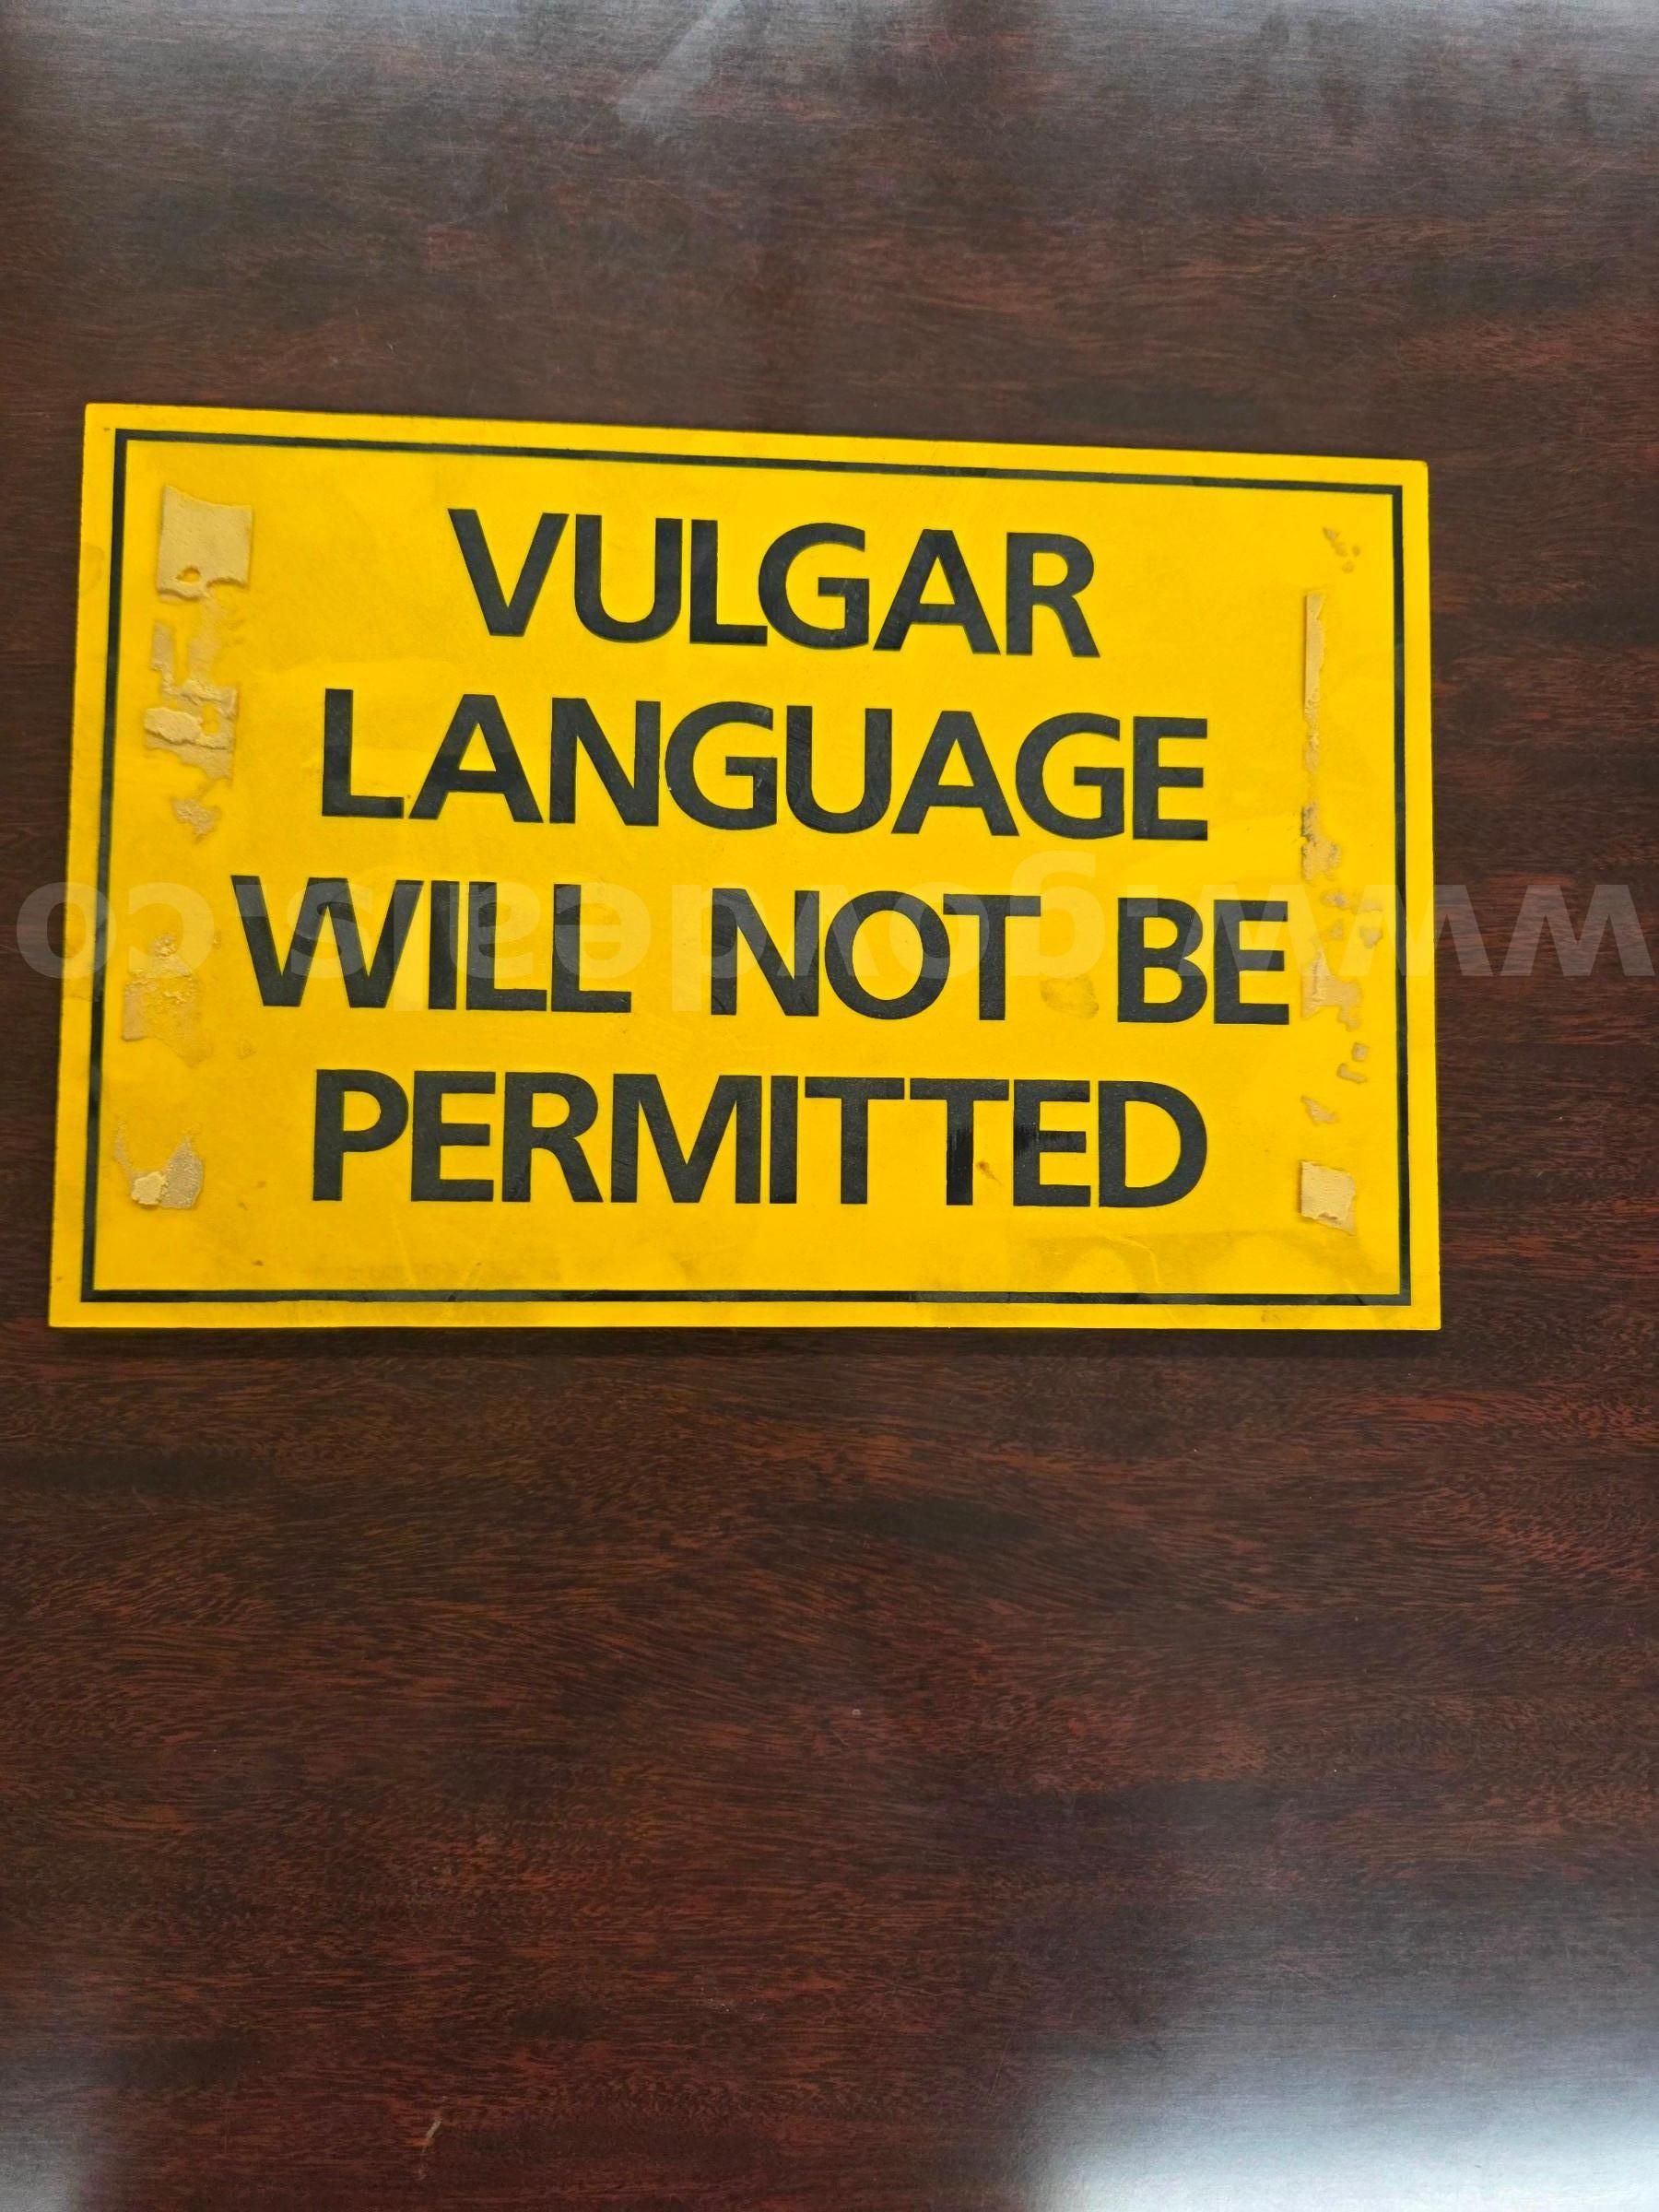 VULGAR
LANGUAGE
WILL NOT BE
PERMITTED